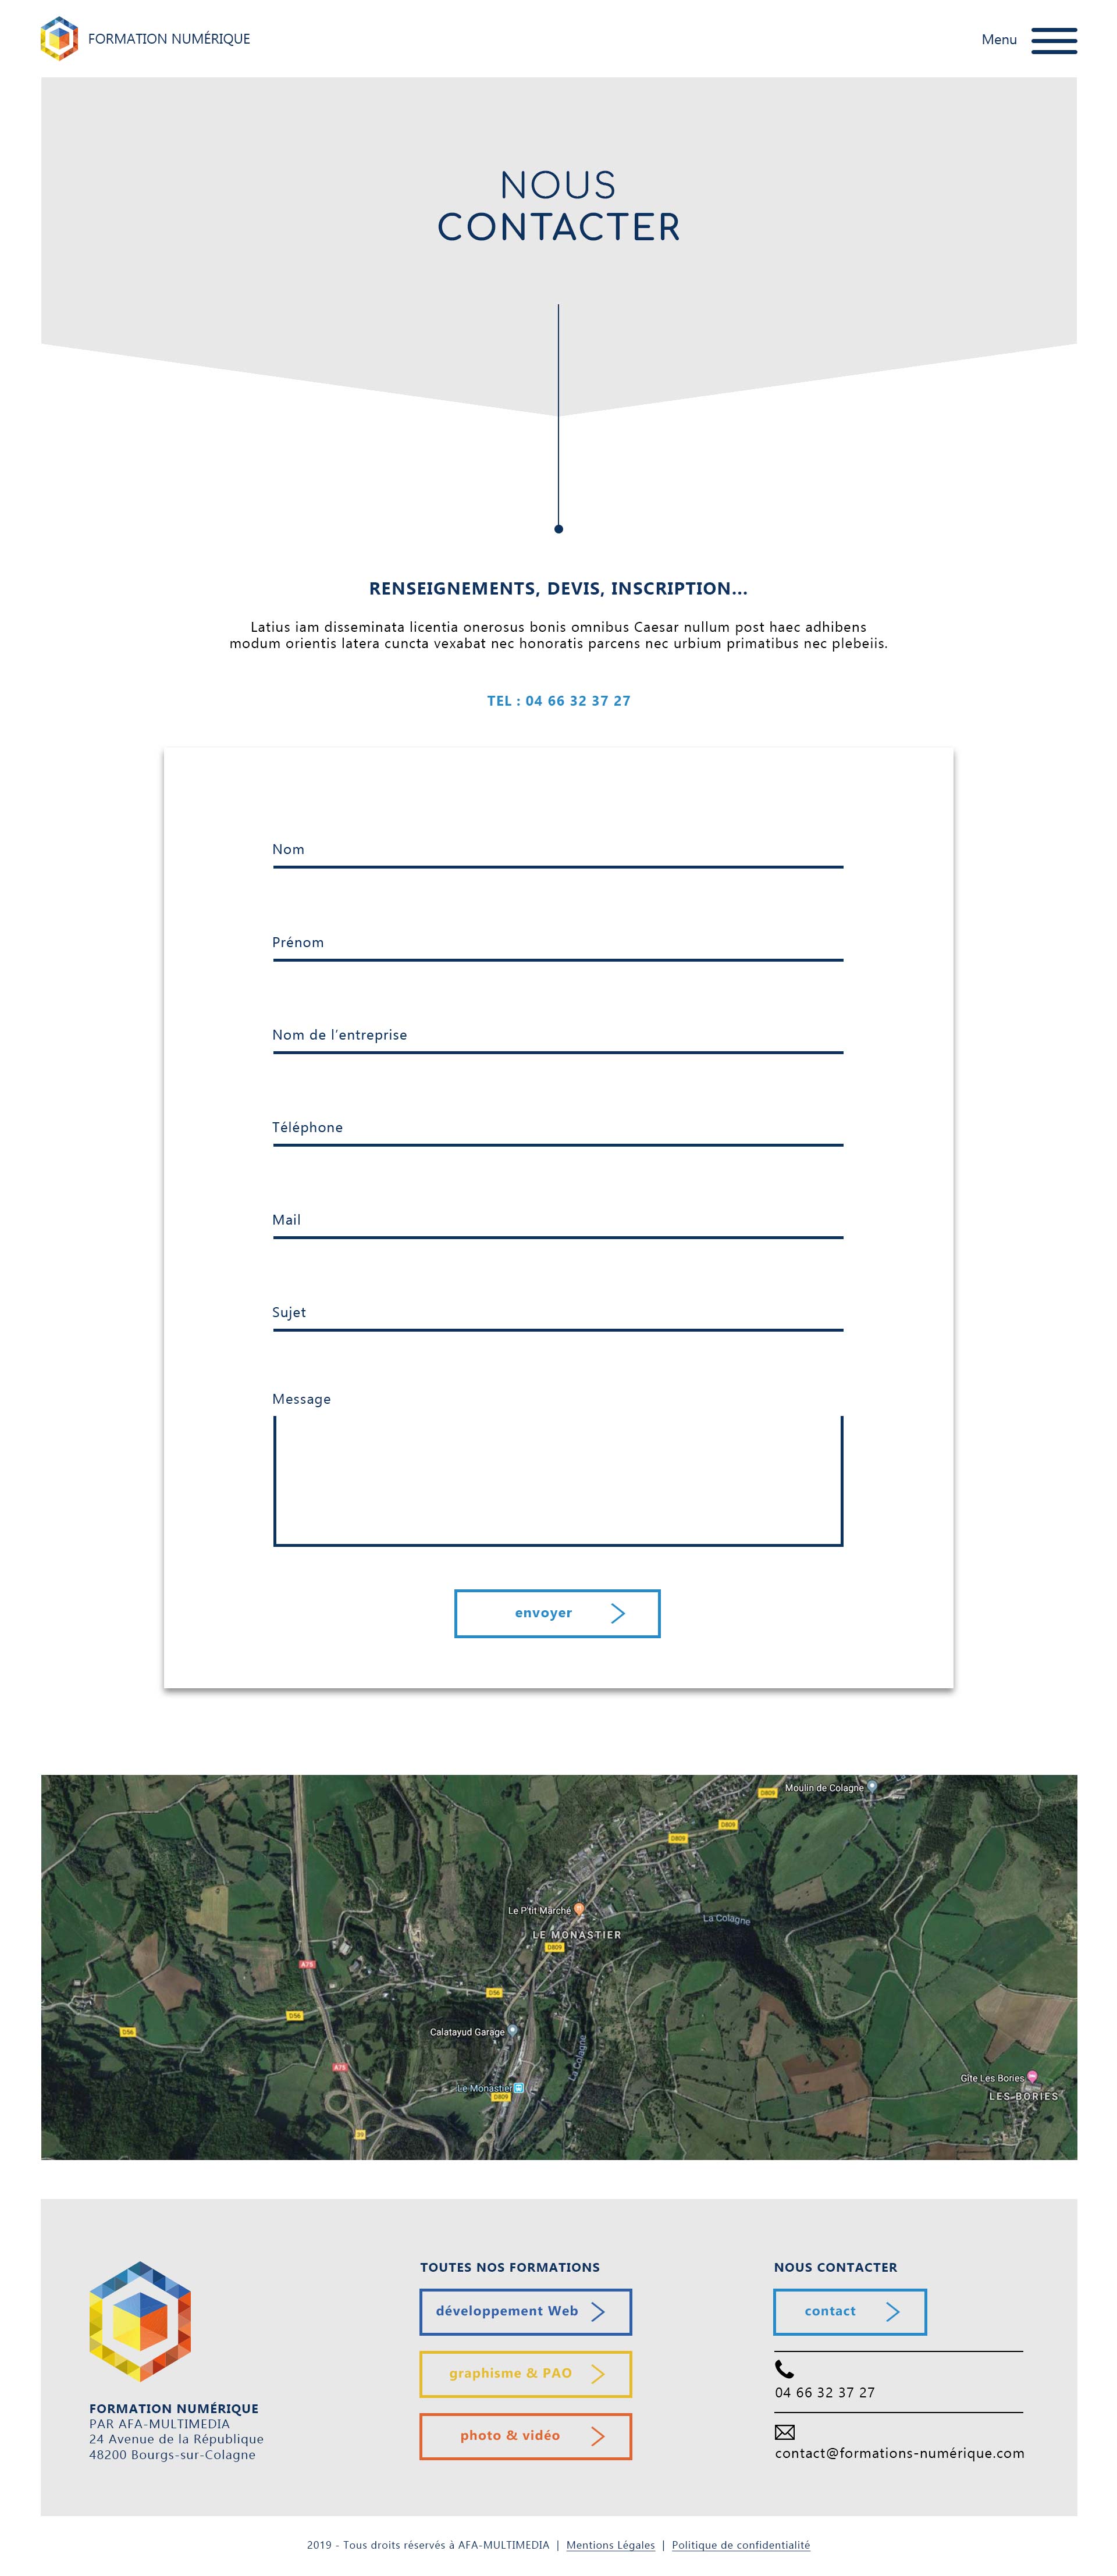 FORMATION NUMÉRIQUE
Menu
NOUS
CONTACTER
RENSEIGNEMENTS, DEVIS, INSCRIPTION...
Latius iam disseminata licentia onerosus bonis omnibus Caesar nullum post haec adhibens
modum orientis latera cuncta vexabat nec honoratis parcens nec urbium primatibus nec plebeiis.
TEL : 04 66 32 37 27
Nom
Prénom
Nom de l'entreprise
Téléphone
Mail
Sujet
Message
envoyer
Moulin de Colagne
D809
D809
D809
Le P'tit Marché
La Colagne
LE MONASTIER
D809
A75
D56
D56
D56
Calatayud Garage
La Colagne
A75
Le Monastier
D809
Gîte Les Bories
LES BORIES
39
TOUTES NOS FORMATIONS
développement Web
graphisme & PAO
photo & vidéo
NOUS CONTACTER
contact
04 66 32 37 27
contact@formations-numérique.com
FORMATION NUMÉRIQUE
PAR AFA-MULTIMEDIA
24 Avenue de la République
48200 Bourgs-sur-Colagne
2019 - Tous droits réservés à AFA-MULTIMEDIA | Mentions Légales | Politique de confidentialité